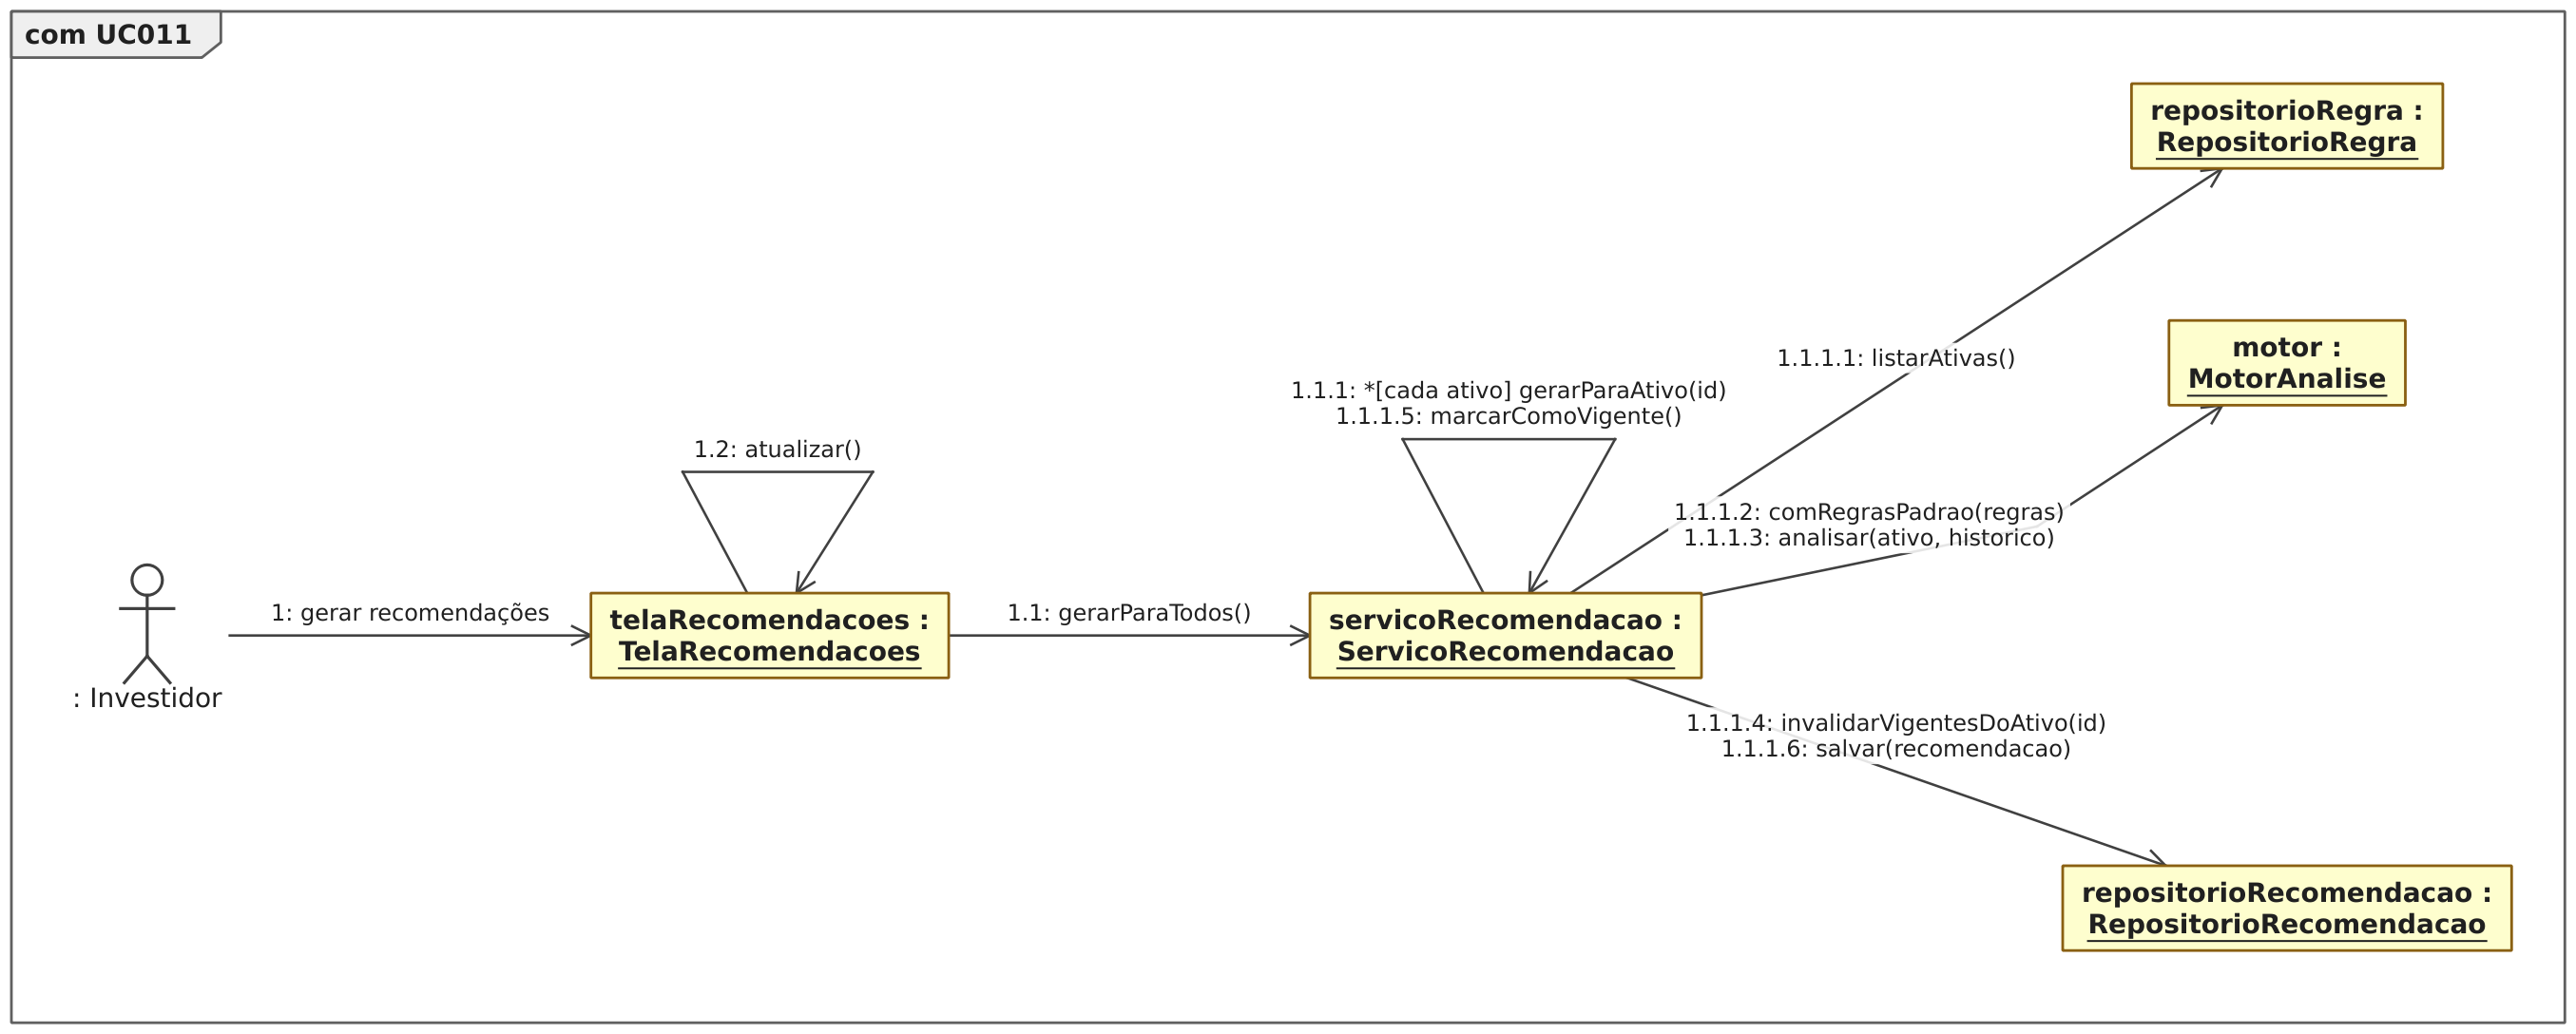 com UC011
repositorioRegra :
RepositorioRegra
motor :
MotorAnalise
1.1.1.1: listarAtivas()
1.1.1: *[cada ativo] gerarParaAtivo(id)
1.1.1.5: marcarComoVigente()
1.2: atualizar()
1.1.1.2: comRegrasPadrao(regras)
1.1.1.3: analisar(ativo, historico)
1: gerar recomendações
telaRecomendacoes :
TelaRecomendacoes
1.1: gerarParaTodos()
servicoRecomendacao :
ServicoRecomendacao
: Investidor
1.1.1.4: invalidarVigentesDoAtivo(id)
1.1.1.6: salvar(recomendacao)
repositorioRecomendacao :
RepositorioRecomendacao